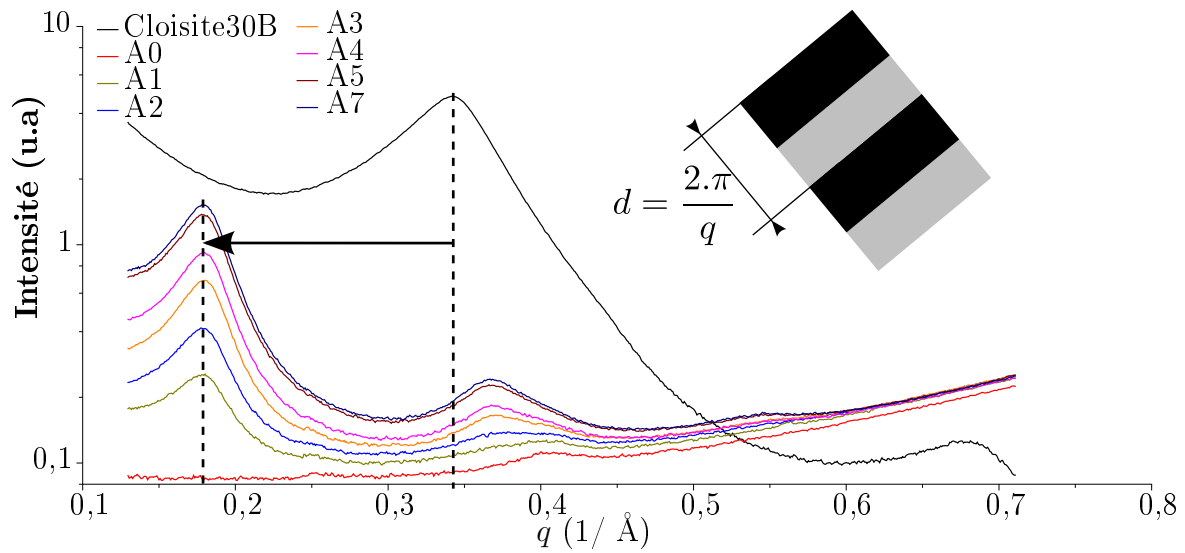 10
Cloisite30B
A0
A1
A2
A3
A4
A5
A7
Intensité (u.a)
1
0,1
d = 2.π / q
0,1 0,2 0,3 0,4 0,5 0,6 0,7 0,8
q (1/ Å)